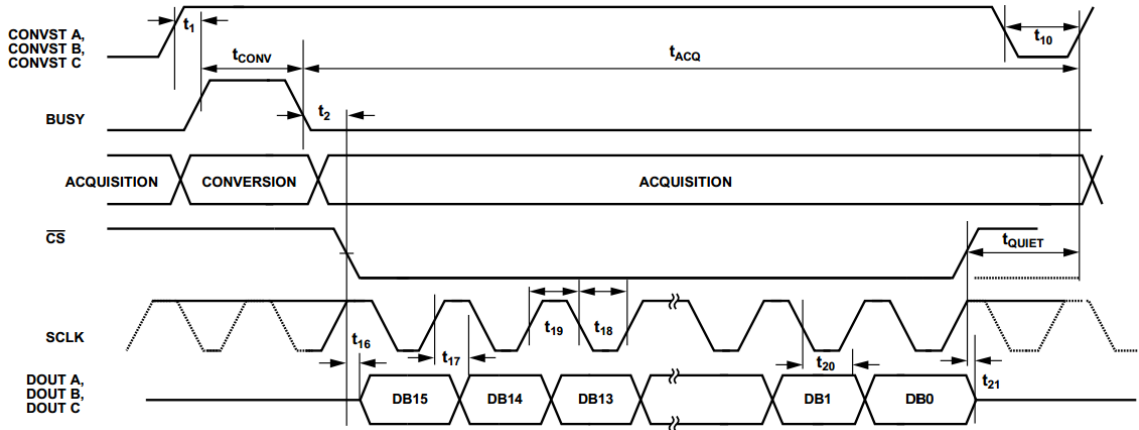 CONVST A,
CONVST B,
CONVST C
t1
t10
tCONV
tACQ
BUSY
t2
ACQUISITION
CONVERSION
ACQUISITION
CS
tQUIET
SCLK
t19
t18
t16
t17
t20
t21
DOUT A,
DOUT B,
DOUT C
DB15
DB14
DB13
DB1
DB0